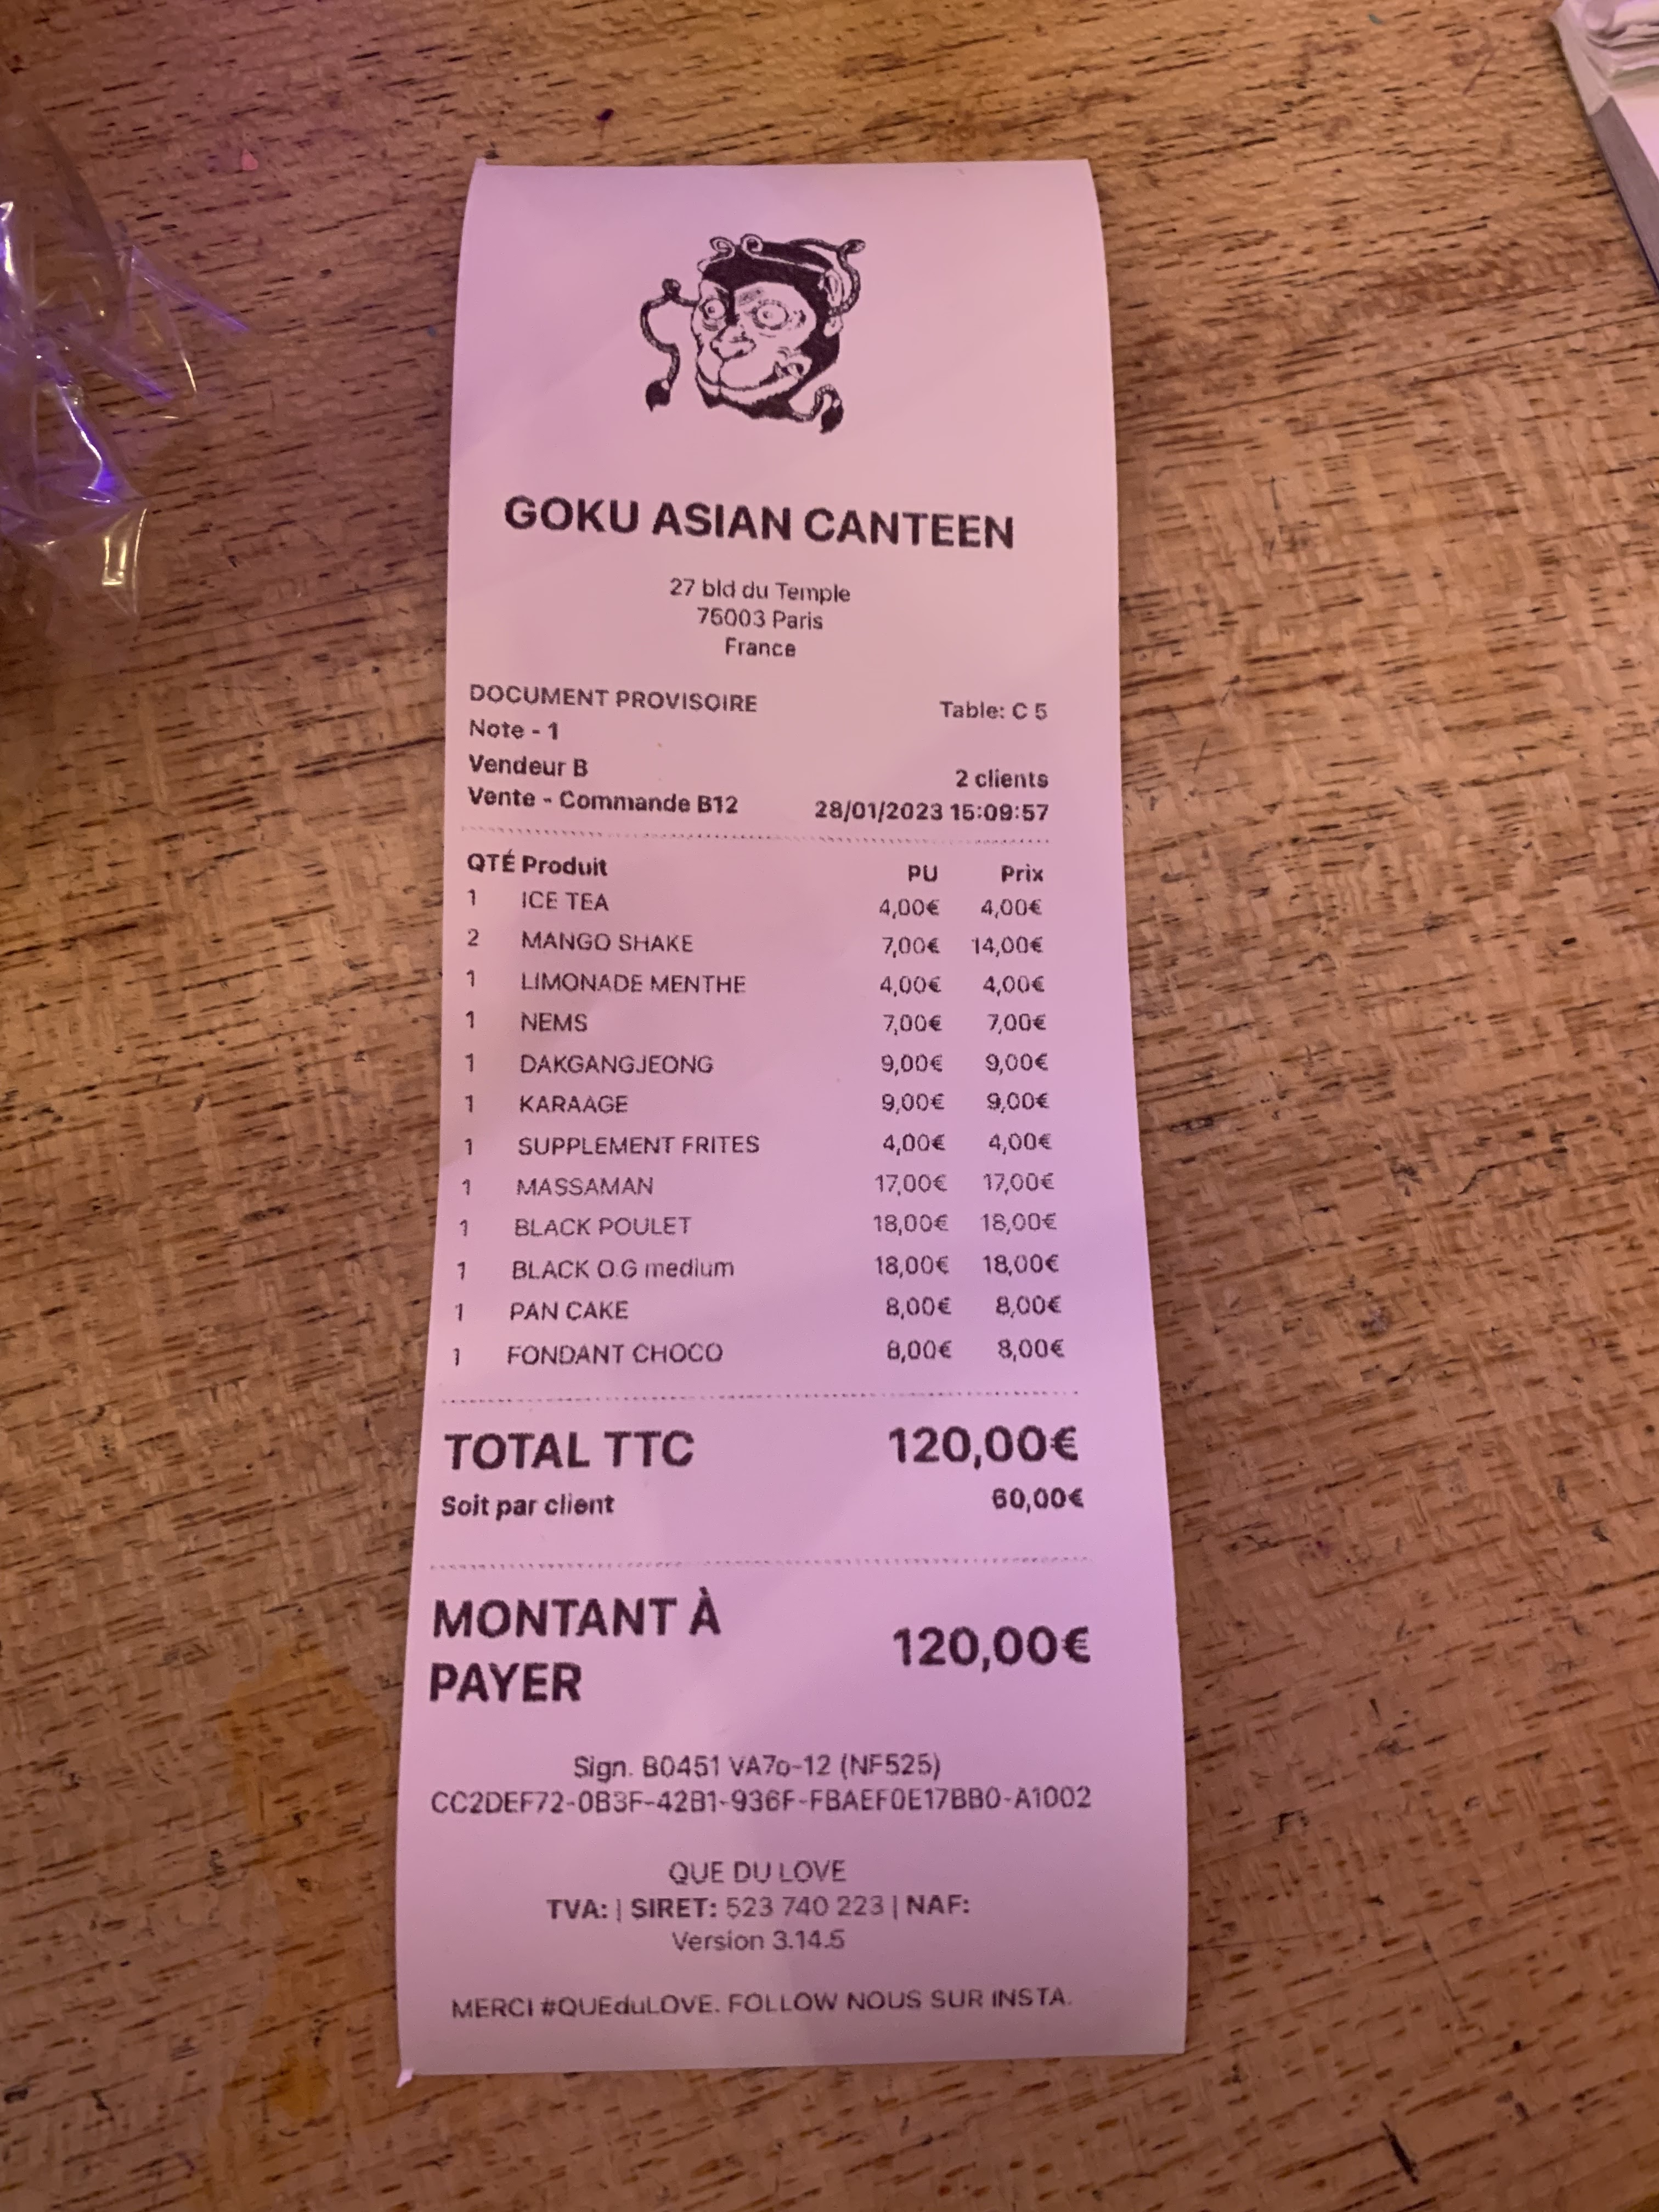 GOKU ASIAN CANTEEN
27 bld du Temple
75003 Paris
France
DOCUMENT PROVISOIRE
Table: C 5
Note - 1
Vendeur B
2 clients
Vente - Commande B12 28/01/2023 15:09:57
QTÉ Produit PU Prix
1 ICE TEA 4,00€ 4,00€
2 MANGO SHAKE 7,00€ 14,00€
1 LIMONADE MENTHE 4,00€ 4,00€
1 NEMS 7,00€ 7,00€
1 DAKGANGJEONG 9,00€ 9,00€
1 KARAAGE 9,00€ 9,00€
1 SUPPLEMENT FRITES 4,00€ 4,00€
1 MASSAMAN 17,00€ 17,00€
1 BLACK POULET 18,00€ 18,00€
1 BLACK O.G medium 18,00€ 18,00€
1 PAN CAKE 8,00€ 8,00€
1 FONDANT CHOCO 8,00€ 8,00€
TOTAL TTC 120,00€
Soit par client 60,00€
MONTANT À
PAYER 120,00€
Sign. B0451 VA7o-12 (NF525)
CC2DEF72-0B3F-42B1-936F-FBAEF0E17BB0-A1002
QUE DU LOVE
TVA: | SIRET: 523 740 223 | NAF:
Version 3.14.5
MERCI #QUEduLOVE. FOLLOW NOUS SUR INSTA.